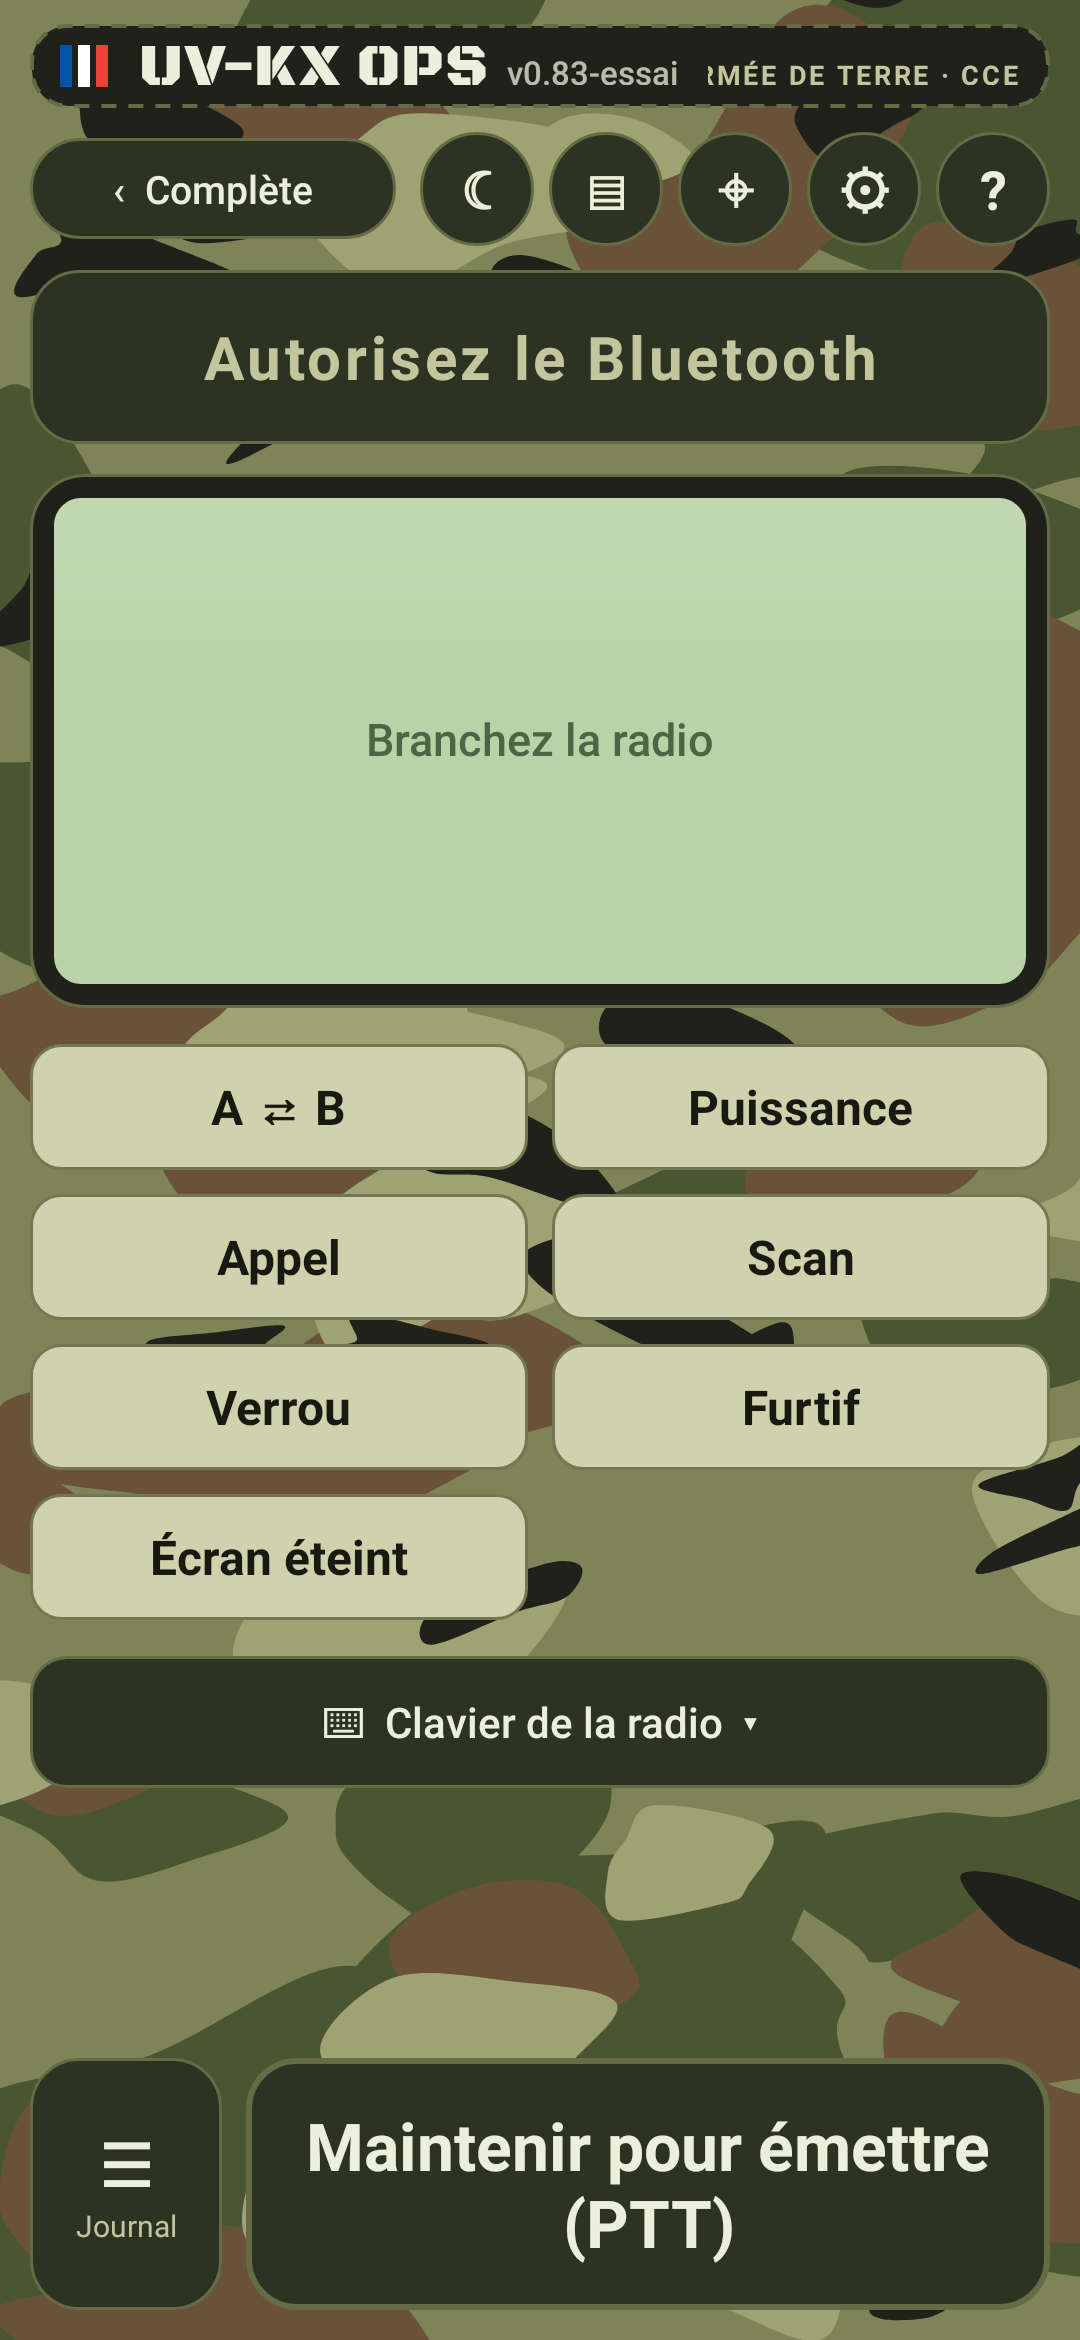 UV-KX OPS v0.83-essai RMÉE DE TERRE · CCE
‹ Complète ?
Autorisez le Bluetooth
Branchez la radio
A ⇄ B
Puissance
Appel
Scan
Verrou
Furtif
Écran éteint
Clavier de la radio ▾
Journal
Maintenir pour émettre
(PTT)